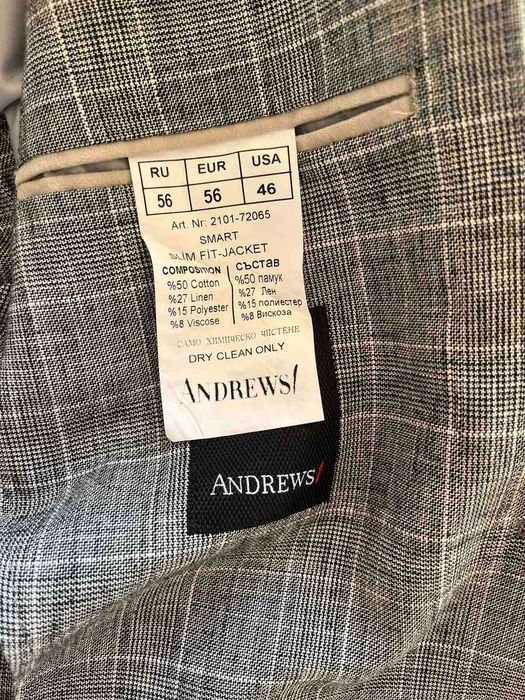 RU EUR USA
56 56 46
Art. Nr: 2101-72065
SMART
SLIM FİT-JACKET
COMPOSITION | СЪСТАВ
%50 Cotton | %50 памук
%27 Linen | %27 Лен
%15 Polyester | %15 полиестер
%8 Viscose | %8 Вискоза
САМО ХИМИЧЕСКО ЧИСТЕНЕ
DRY CLEAN ONLY
ANDREWS/
ANDREWS/